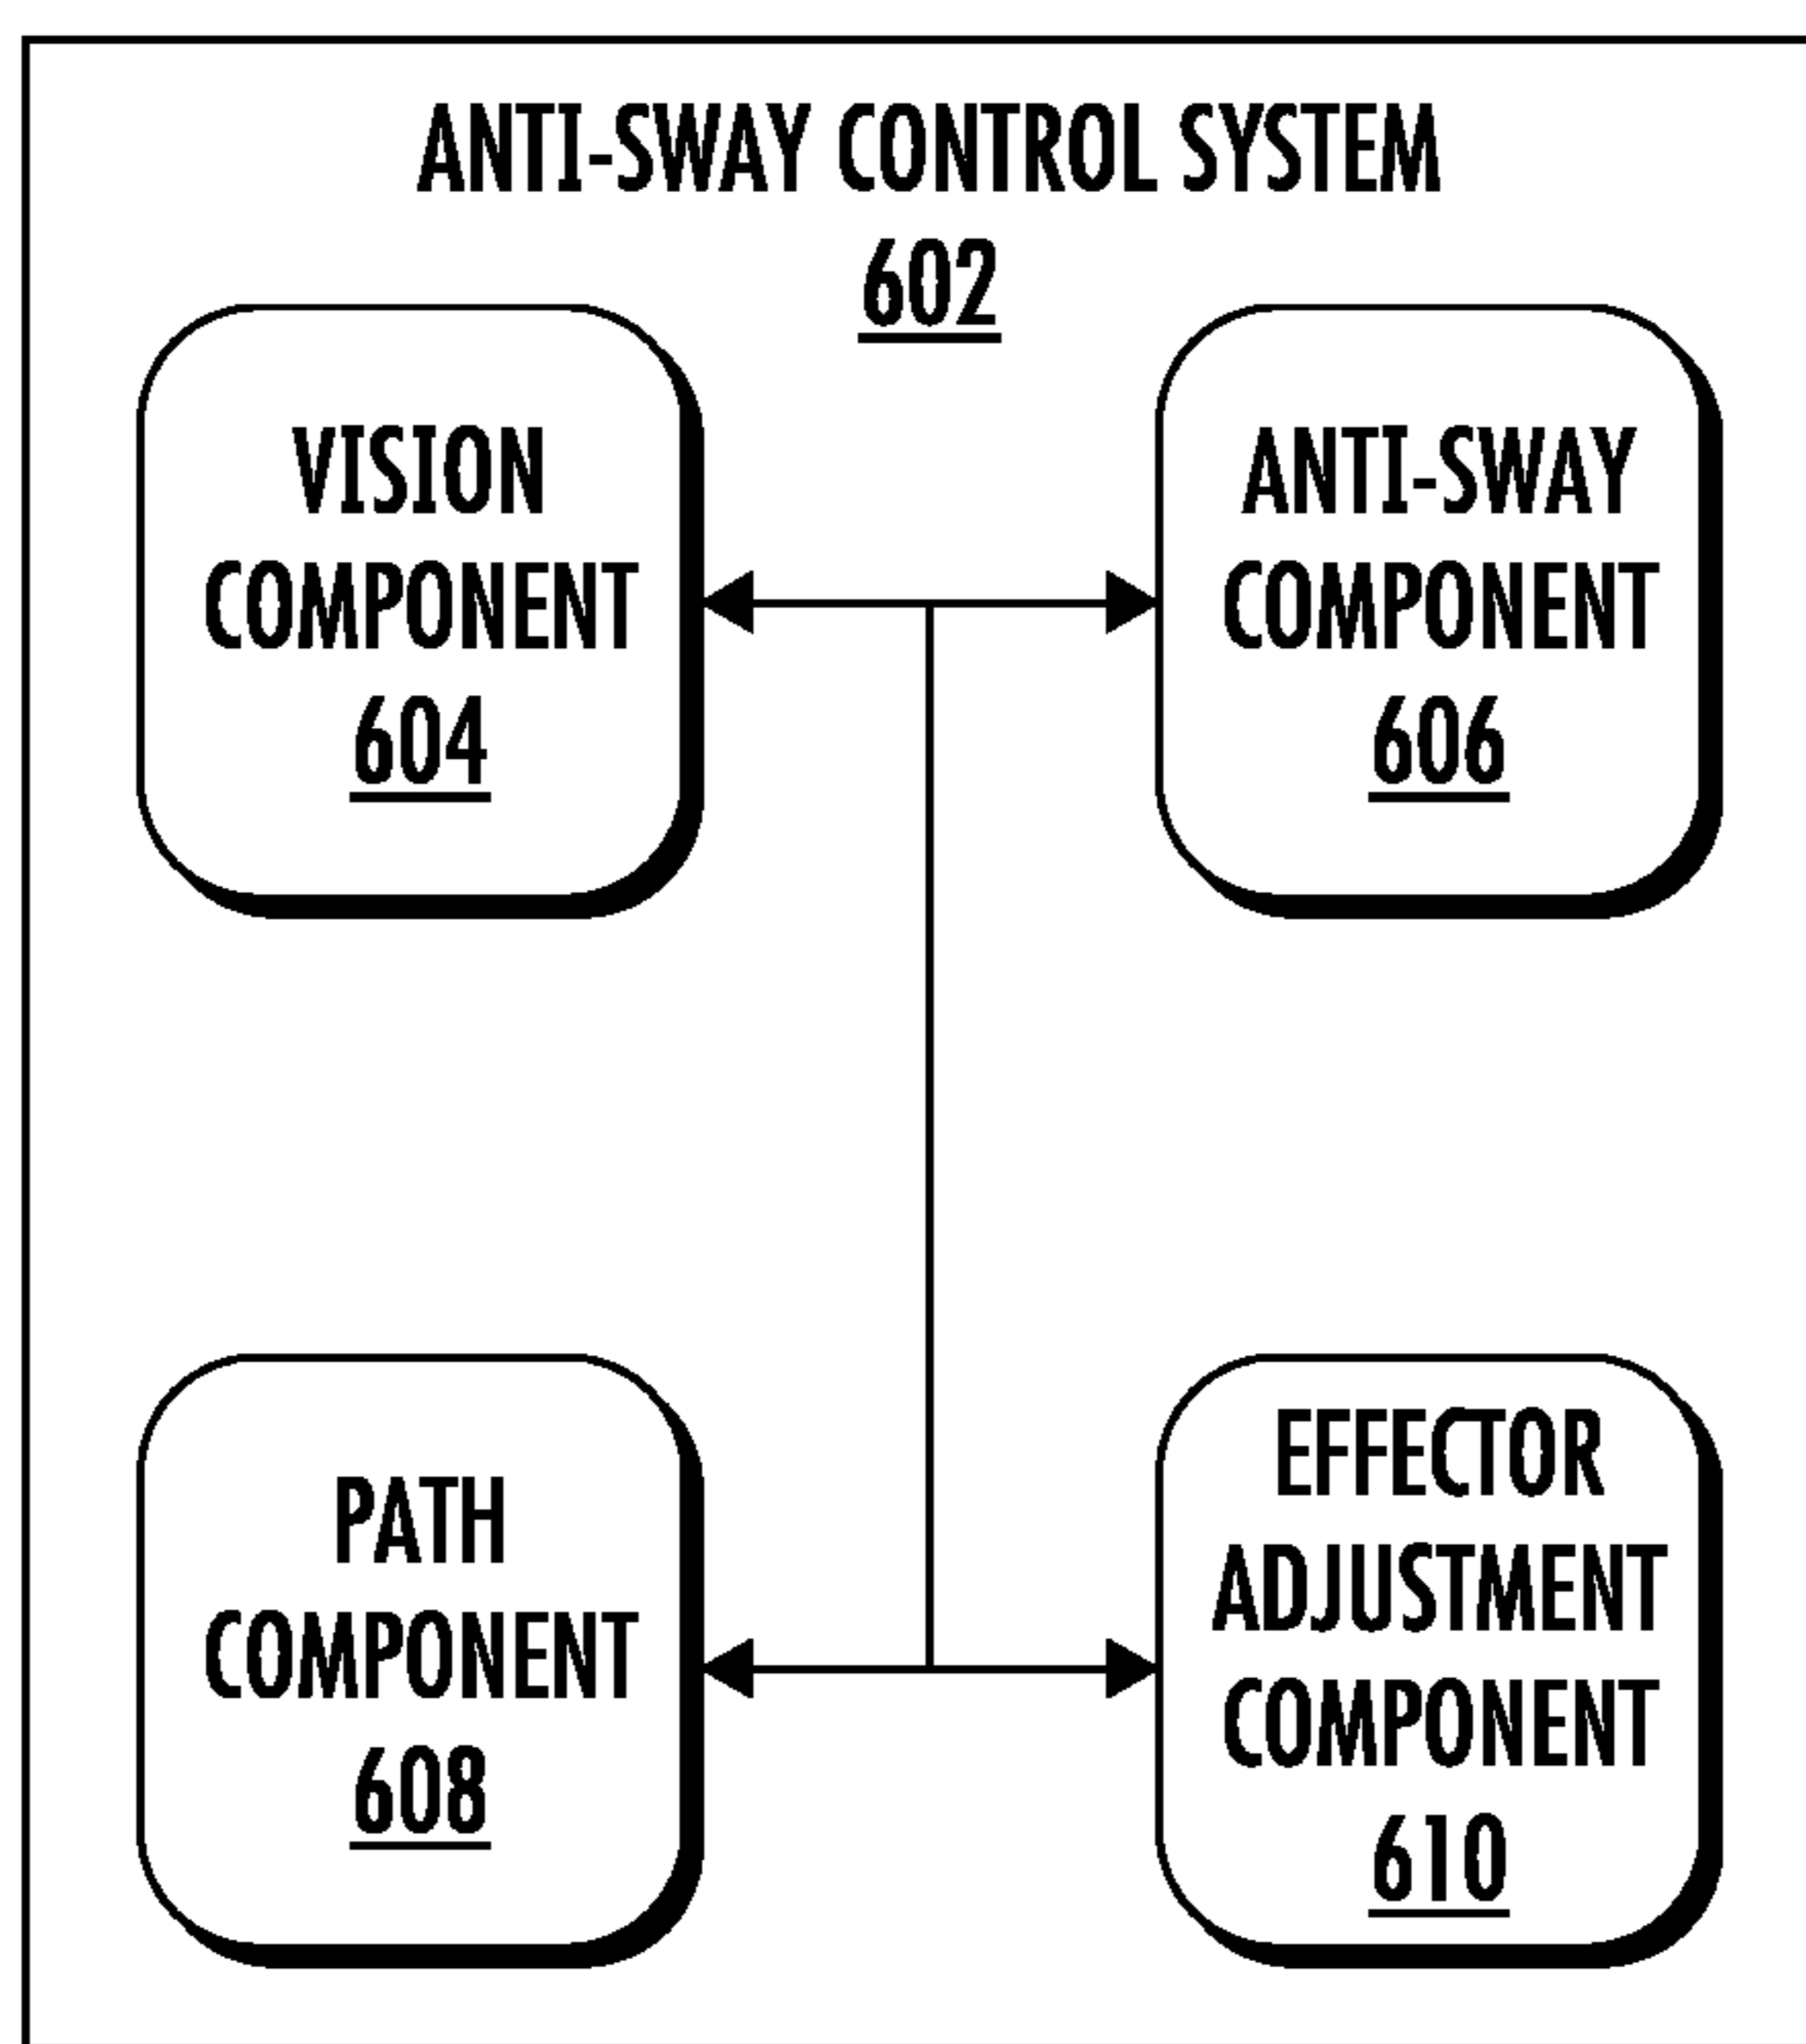 ANTI-SWAY CONTROL SYSTEM
602
VISION
COMPONENT
604
ANTI-SWAY
COMPONENT
606
PATH
COMPONENT
608
EFFECTOR
ADJUSTMENT
COMPONENT
610